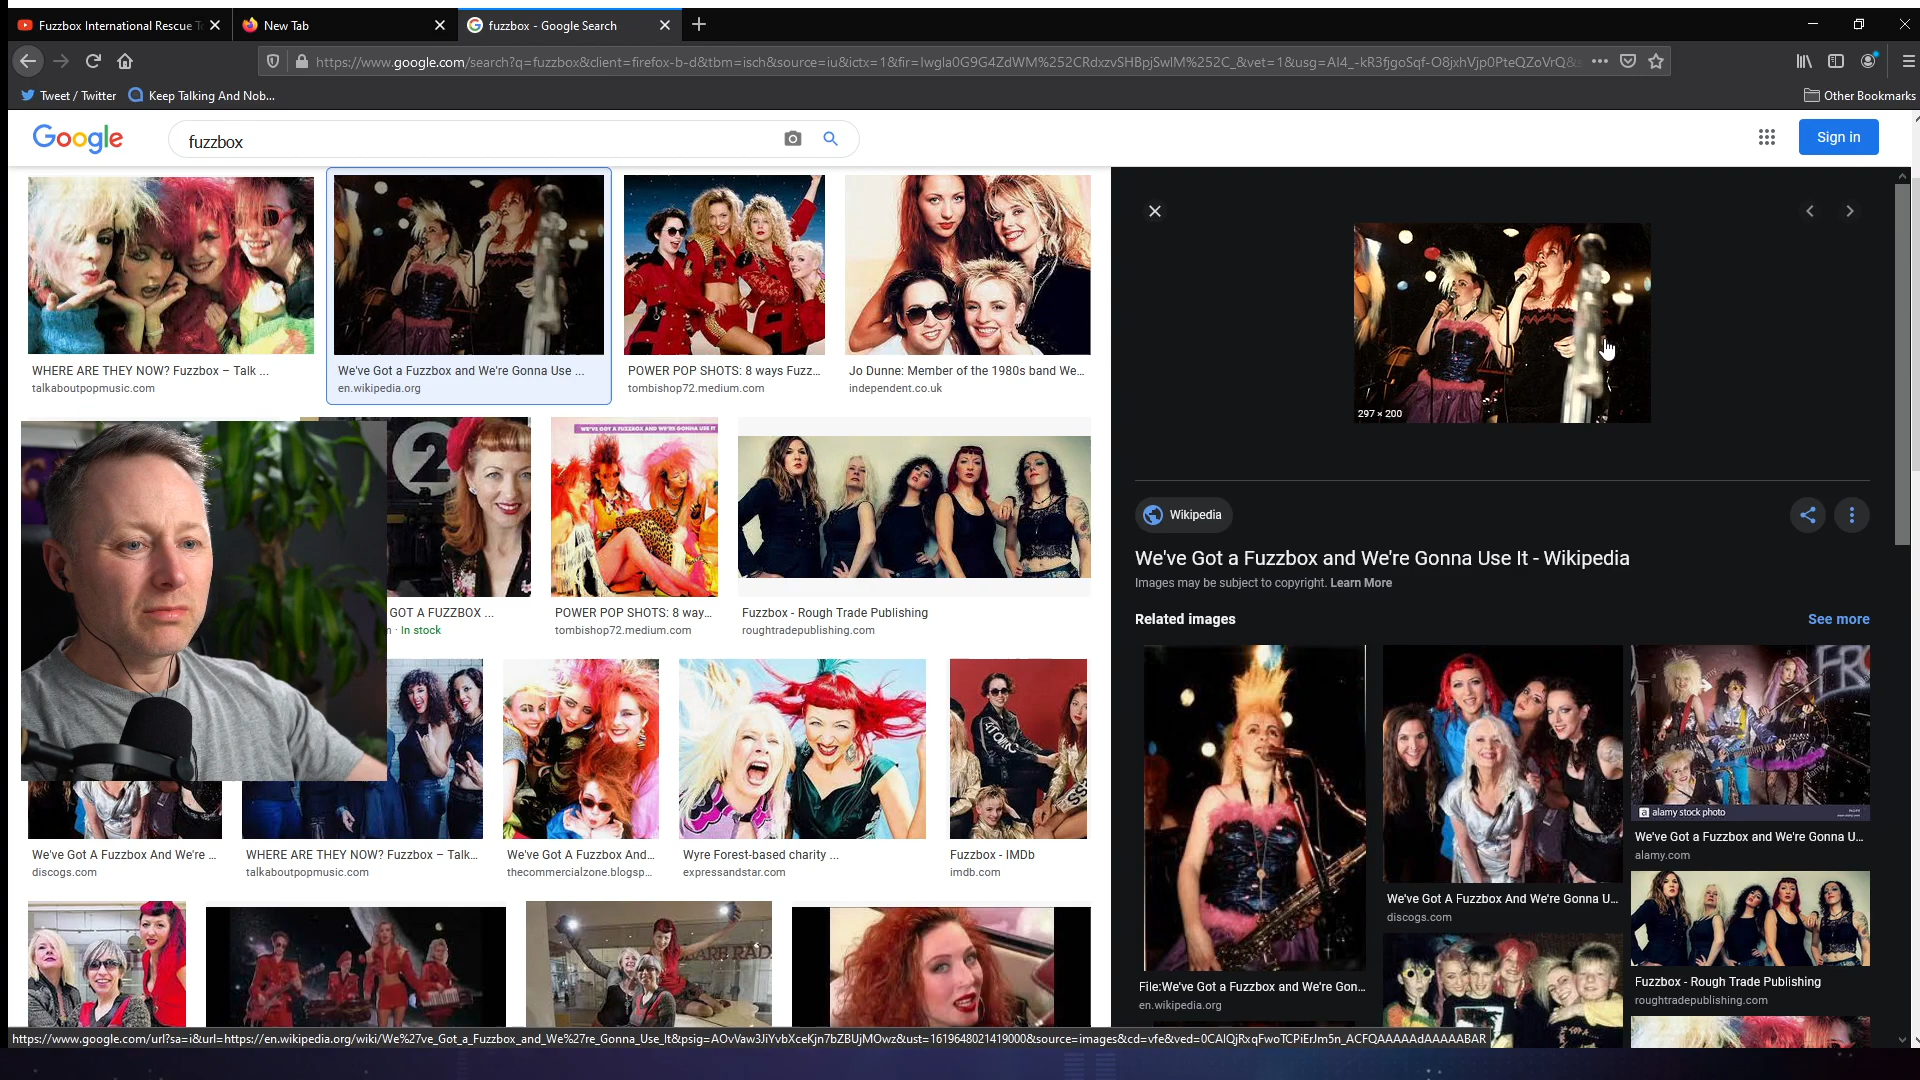 Fuzzbox International Rescue T
New Tab
fuzzbox - Google Search
https://www.google.com/search?q=fuzzbox&client=firefox-b-d&tbm=isch&source=iu&ictx=1&fir=Iwgla0G9G4ZdWM%252CRdxzvSHBpjSwlM%252C_&vet=1&usg=AI4_-kR3fjgoSqf-O8jxhVjp0PteQZoVrQ&
Tweet / Twitter
Keep Talking And Nob...
Other Bookmarks
Google
fuzzbox
Sign in
WHERE ARE THEY NOW? Fuzzbox – Talk ...
talkaboutpopmusic.com
We've Got a Fuzzbox and We're Gonna Use ...
en.wikipedia.org
POWER POP SHOTS: 8 ways Fuzz...
tombishop72.medium.com
Jo Dunne: Member of the 1980s band We...
independent.co.uk
297 × 200
2
WE'VE GOT A FUZZBOX AND WE'RE GONNA USE IT
GOT A FUZZBOX ...
In stock
POWER POP SHOTS: 8 way...
tombishop72.medium.com
Fuzzbox - Rough Trade Publishing
roughtradepublishing.com
Wikipedia
We've Got a Fuzzbox and We're Gonna Use It - Wikipedia
Images may be subject to copyright. Learn More
Related images
See more
ATOMIC
We've Got A Fuzzbox And We're ...
discogs.com
WHERE ARE THEY NOW? Fuzzbox – Talk...
talkaboutpopmusic.com
We've Got A Fuzzbox And...
thecommercialzone.blogsp...
Wyre Forest-based charity ...
expressandstar.com
Fuzzbox - IMDb
imdb.com
a alamy stock photo
We've Got a Fuzzbox and We're Gonna U...
alamy.com
We've Got A Fuzzbox And We're Gonna U...
discogs.com
File:We've Got a Fuzzbox and We're Gon...
en.wikipedia.org
Fuzzbox - Rough Trade Publishing
roughtradepublishing.com
https://www.google.com/url?sa=i&url=https://en.wikipedia.org/wiki/We%27ve_Got_a_Fuzzbox_and_We%27re_Gonna_Use_It&psig=AOvVaw3JiYvbXceKjn7bZBUjMOwz&ust=1619648021419000&source=images&cd=vfe&ved=0CAIQjRxqFwoTCPiErJm5n_ACFQAAAAAdAAAAABAR